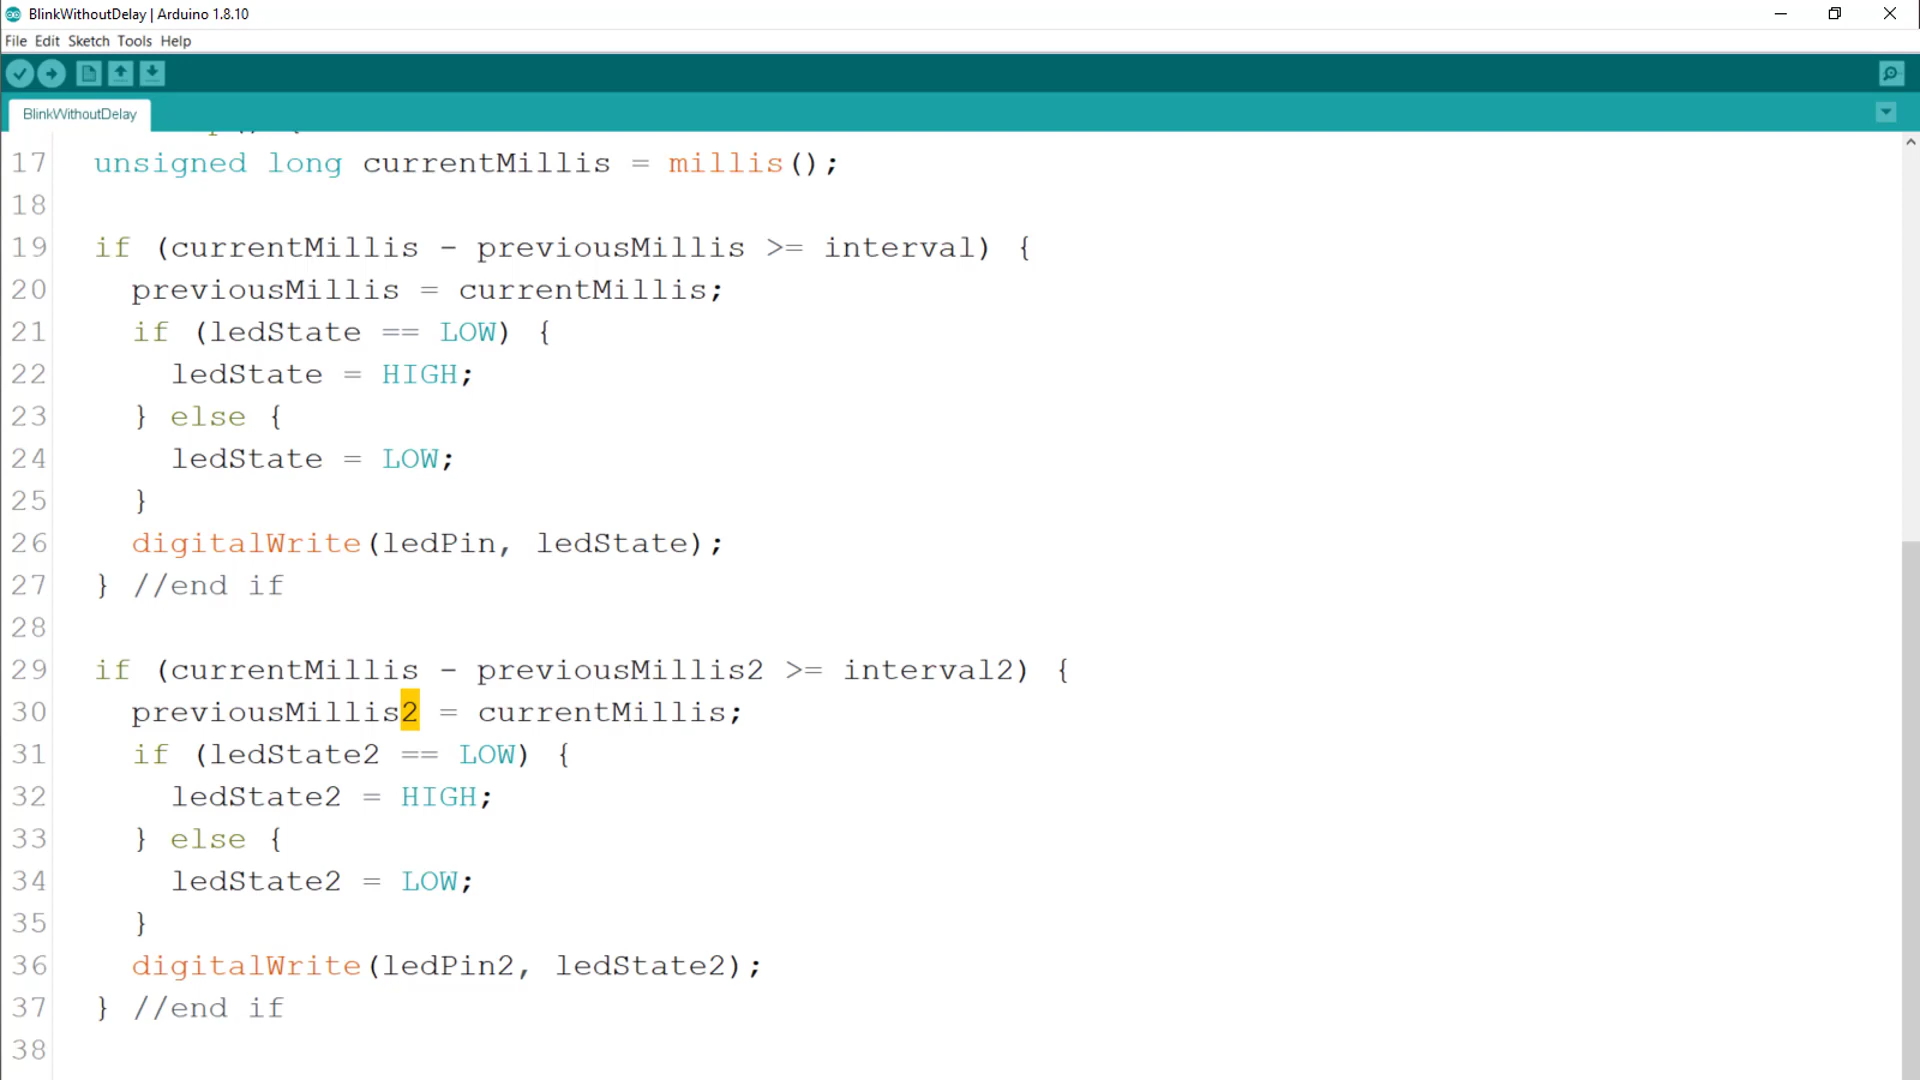 BlinkWithoutDelay | Arduino 1.8.10
File Edit Sketch Tools Help
BlinkWithoutDelay
17 unsigned long currentMillis = millis();
18
19 if (currentMillis - previousMillis >= interval) {
20 previousMillis = currentMillis;
21 if (ledState == LOW) {
22 ledState = HIGH;
23 } else {
24 ledState = LOW;
25 }
26 digitalWrite(ledPin, ledState);
27 } //end if
28
29 if (currentMillis - previousMillis2 >= interval2) {
30 previousMillis2 = currentMillis;
31 if (ledState2 == LOW) {
32 ledState2 = HIGH;
33 } else {
34 ledState2 = LOW;
35 }
36 digitalWrite(ledPin2, ledState2);
37 } //end if
38